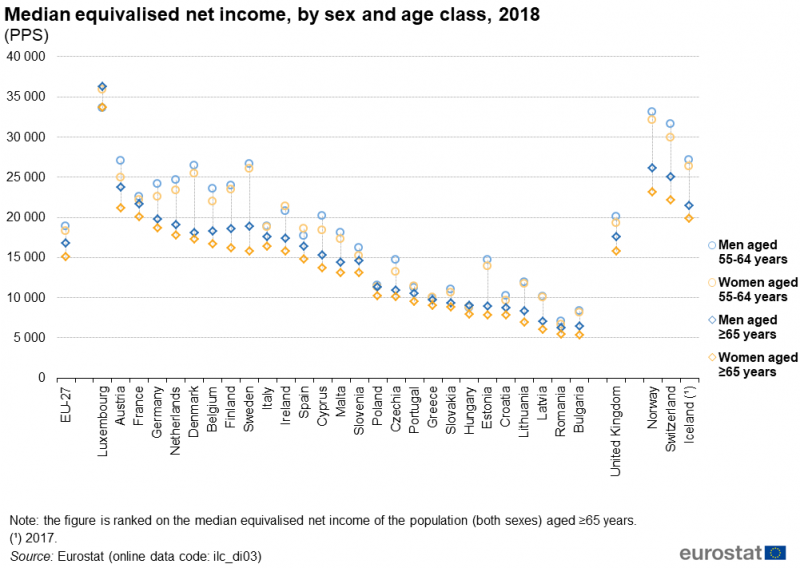 Median equivalised net income, by sex and age class, 2018
(PPS)
40 000
35 000
30 000
25 000
20 000
15 000
10 000
5 000
0
EU-27
Luxembourg
Austria
France
Germany
Netherlands
Denmark
Belgium
Finland
Sweden
Italy
Ireland
Spain
Cyprus
Malta
Slovenia
Poland
Czechia
Portugal
Greece
Slovakia
Hungary
Estonia
Croatia
Lithuania
Latvia
Romania
Bulgaria
United Kingdom
Norway
Switzerland
Iceland (¹)
Men aged
55-64 years
Women aged
55-64 years
Men aged
≥65 years
Women aged
≥65 years
Note: the figure is ranked on the median equivalised net income of the population (both sexes) aged ≥65 years.
(¹) 2017.
Source: Eurostat (online data code: ilc_di03)
eurostat